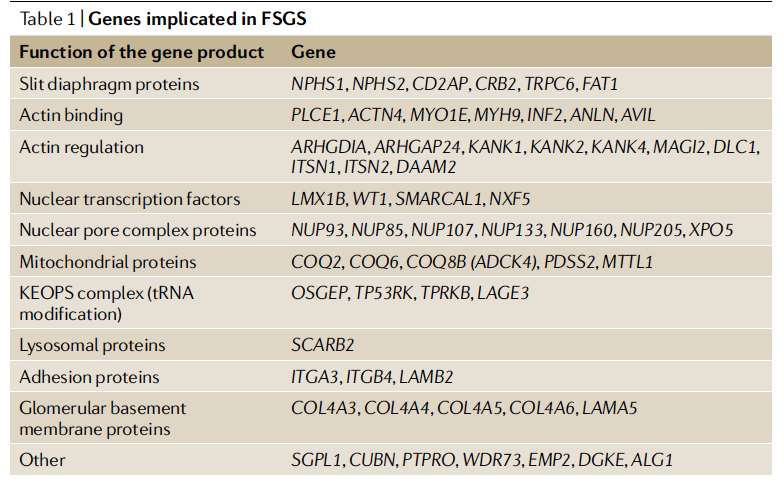 Table 1 | Genes implicated in FSGS
Function of the gene product Gene
Slit diaphragm proteins NPHS1, NPHS2, CD2AP, CRB2, TRPC6, FAT1
Actin binding PLCE1, ACTN4, MYO1E, MYH9, INF2, ANLN, AVIL
Actin regulation ARHGDIA, ARHGAP24, KANK1, KANK2, KANK4, MAGI2, DLC1,
ITSN1, ITSN2, DAAM2
Nuclear transcription factors LMX1B, WT1, SMARCAL1, NXF5
Nuclear pore complex proteins NUP93, NUP85, NUP107, NUP133, NUP160, NUP205, XPO5
Mitochondrial proteins COQ2, COQ6, COQ8B (ADCK4), PDSS2, MTTL1
KEOPS complex (tRNA OSGEP, TP53RK, TPRKB, LAGE3
modification)
Lysosomal proteins SCARB2
Adhesion proteins ITGA3, ITGB4, LAMB2
Glomerular basement COL4A3, COL4A4, COL4A5, COL4A6, LAMA5
membrane proteins
Other SGPL1, CUBN, PTPRO, WDR73, EMP2, DGKE, ALG1